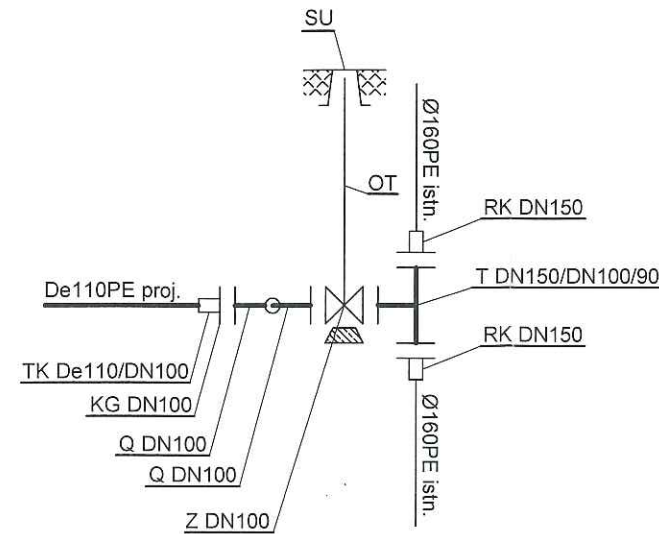 SU
Ø160PE istn.
OT
RK DN150
De110PE proj.
T DN150/DN100/90
RK DN150
TK De110/DN100
KG DN100
Ø160PE istn.
Q DN100
Q DN100
Z DN100